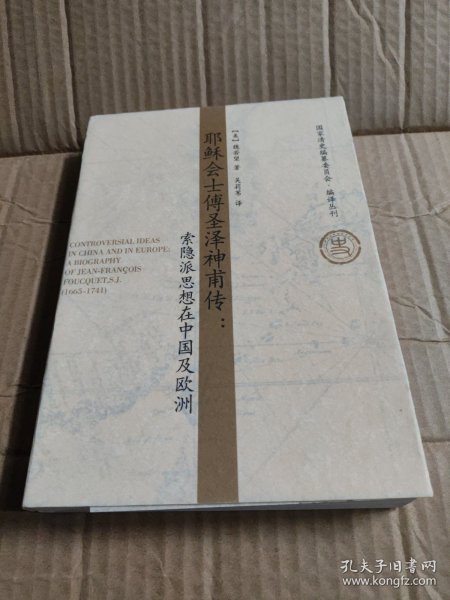 国家清史编纂委员会 编译丛刊
[美]魏若望 著 吴莉苇 译
耶稣会士傅圣泽神甫传：
索隐派思想在中国及欧洲
CONTROVERSIAL IDEAS
IN CHINA AND IN EUROPE:
A BIOGRAPHY
OF JEAN-FRANÇOIS
FOUCQUET,S.J.
(1665-1741)
孔夫子旧书网
www.kongfz.com